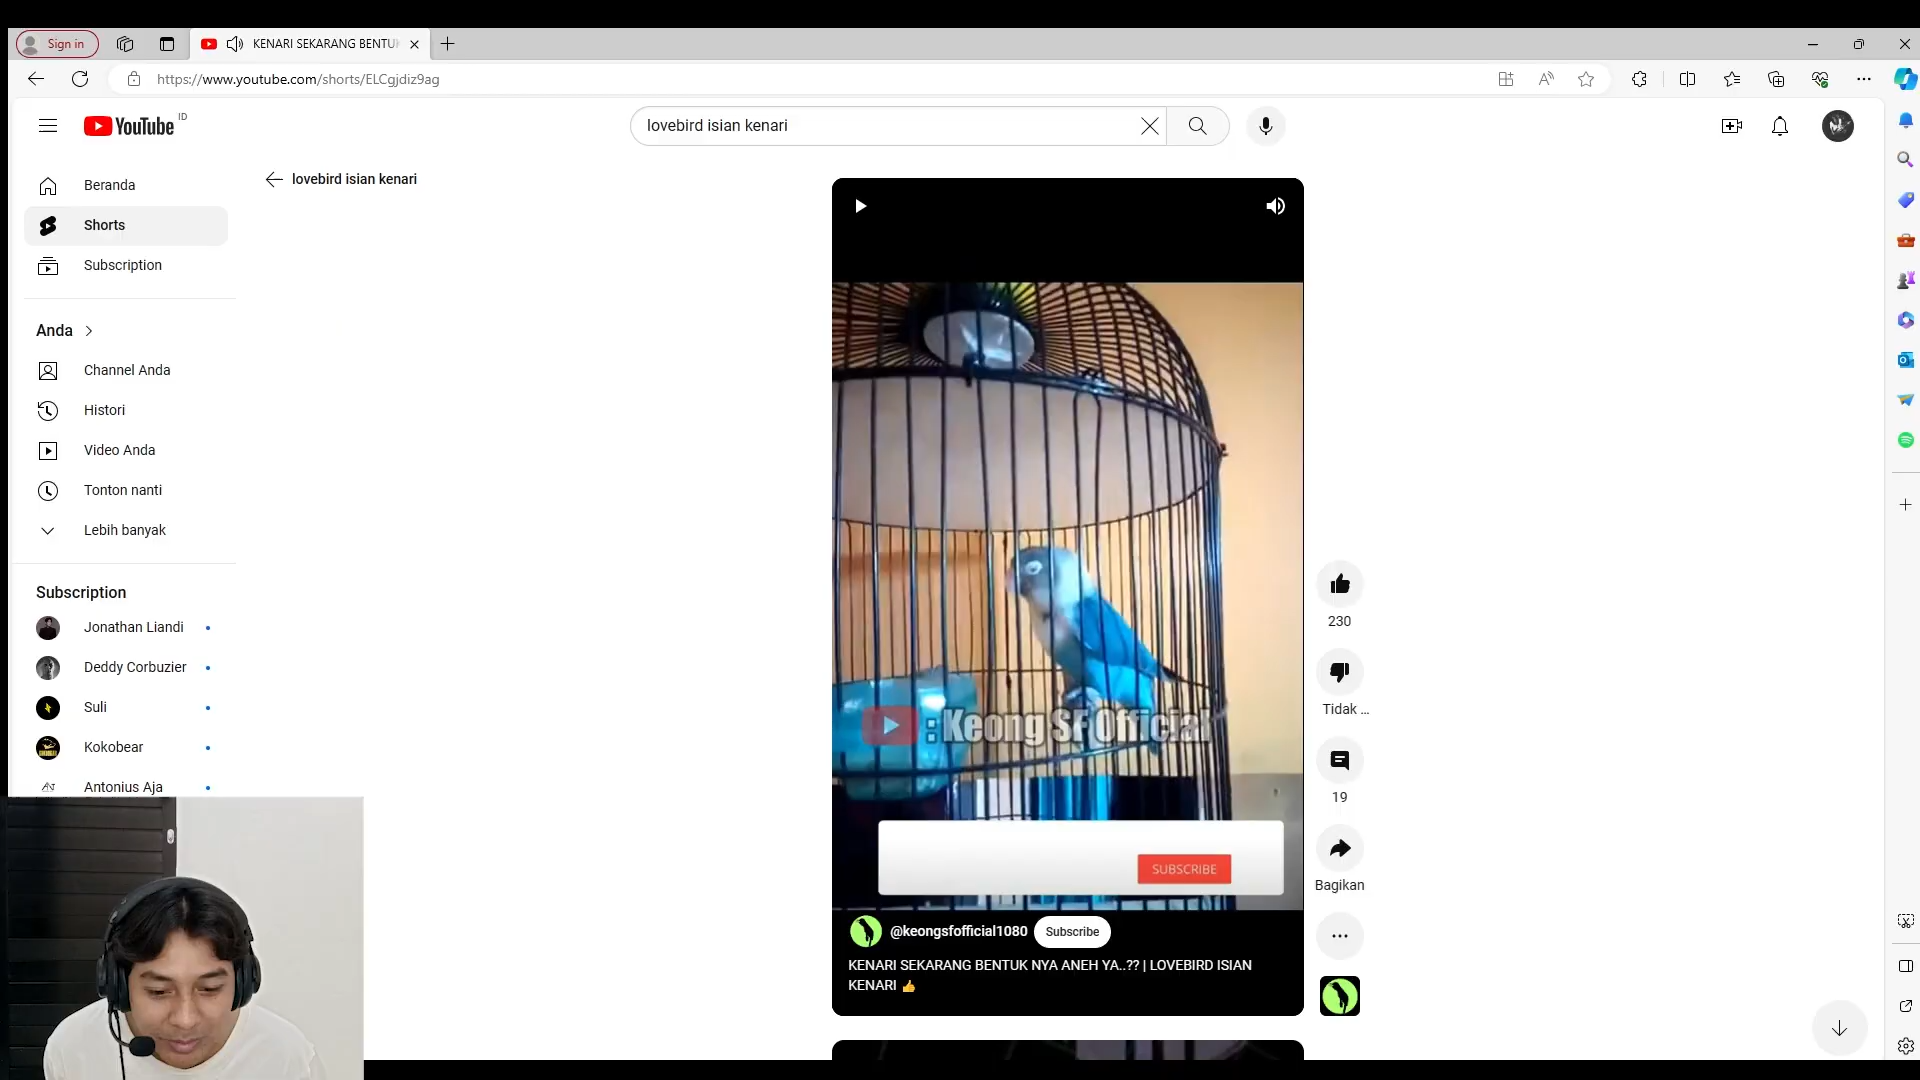 Sign in
KENARI SEKARANG BENTU
https://www.youtube.com/shorts/ELCgjdiz9ag
YouTube ID
lovebird isian kenari
lovebird isian kenari
Beranda
Shorts
Subscription
Anda
Channel Anda
Histori
Video Anda
Tonton nanti
Lebih banyak
Subscription
Jonathan Liandi
Deddy Corbuzier
Suli
Kokobear
Antonius Aja
: Keong SF Official
SUBSCRIBE
@keongsfofficial1080 Subscribe
KENARI SEKARANG BENTUK NYA ANEH YA..?? | LOVEBIRD ISIAN
KENARI 👍
230
Tidak ...
19
Bagikan